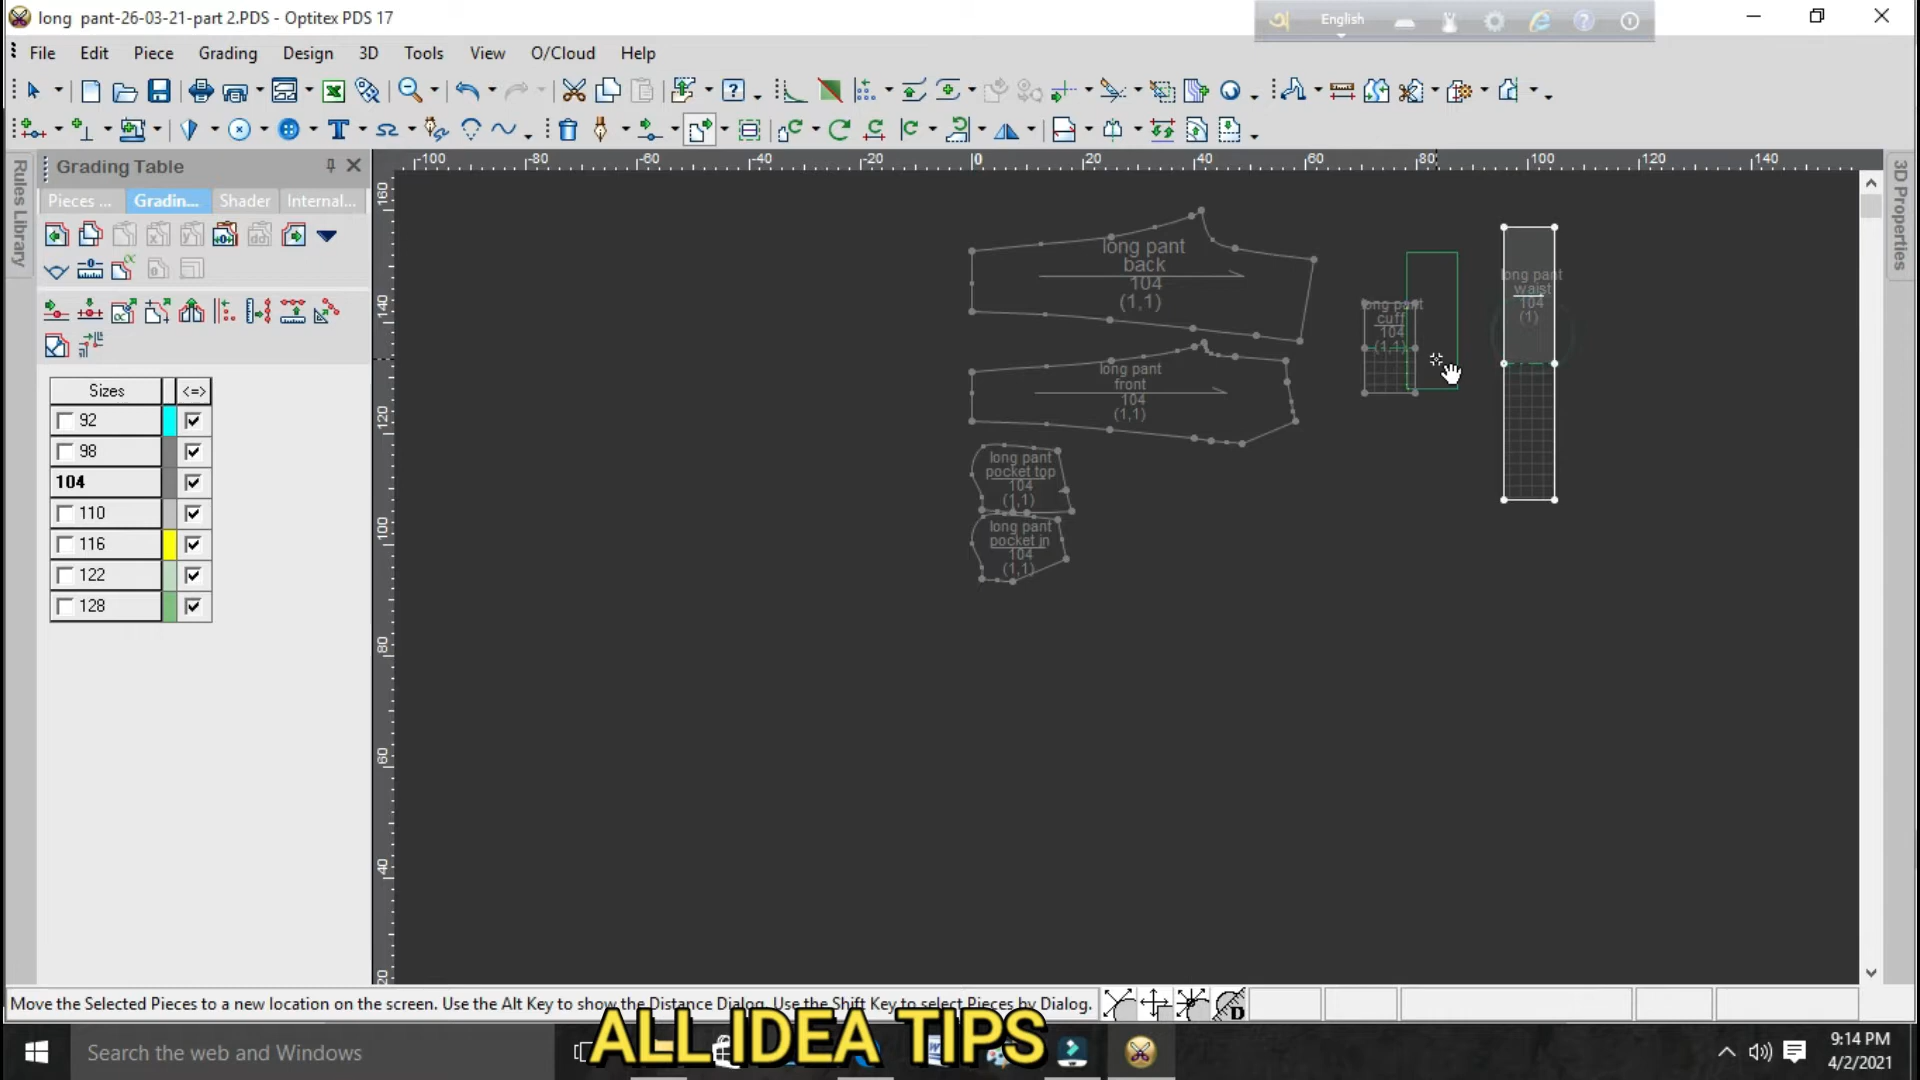 long pant-26-03-21-part 2.PDS - Optitex PDS 17
English
File Edit Piece Grading Design 3D Tools View O/Cloud Help
Rules Library
Grading Table
Pieces ... Gradin... Shader Internal...
Sizes <=>
92
98
104
110
116
122
128
-100 -80 -60 -40 -20 0 20 40 60 80 100 120 140
160
140
120
100
80
60
40
20
long pant
back
104
(1,1)
long pant
front
104
(1,1)
long pant
pocket top
104
(1,1)
long pant
pocket in
104
(1,1)
long pant
cuff
104
(1,1)
long pant
waist
104
(1)
3D Properties
Move the Selected Pieces to a new location on the screen. Use the Alt Key to show the Distance Dialog. Use the Shift Key to select Pieces by Dialog.
D
Search the web and Windows
ALL IDEA TIPS
9:14 PM
4/2/2021